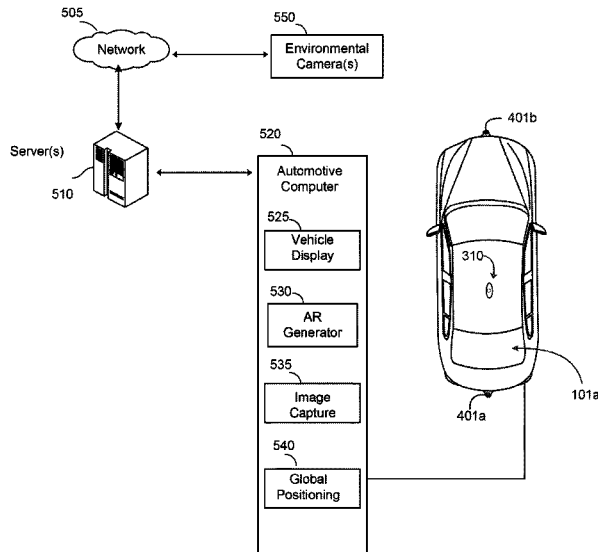 505
Network
550
Environmental
Camera(s)
Server(s)
510
520
Automotive
Computer
525
Vehicle
Display
530
AR
Generator
535
Image
Capture
540
Global
Positioning
401b
310
101a
401a